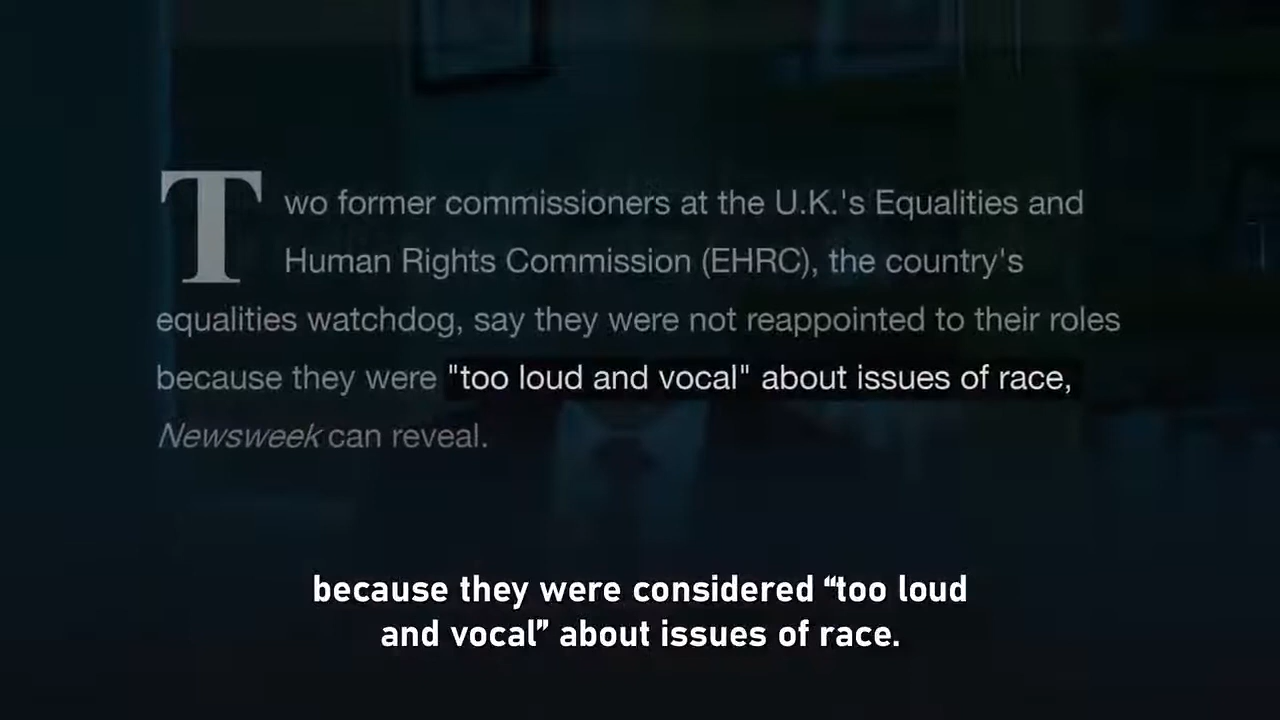 Two former commissioners at the U.K.'s Equalities and
Human Rights Commission (EHRC), the country's
equalities watchdog, say they were not reappointed to their roles
because they were "too loud and vocal" about issues of race,
Newsweek can reveal.
because they were considered “too loud
and vocal” about issues of race.